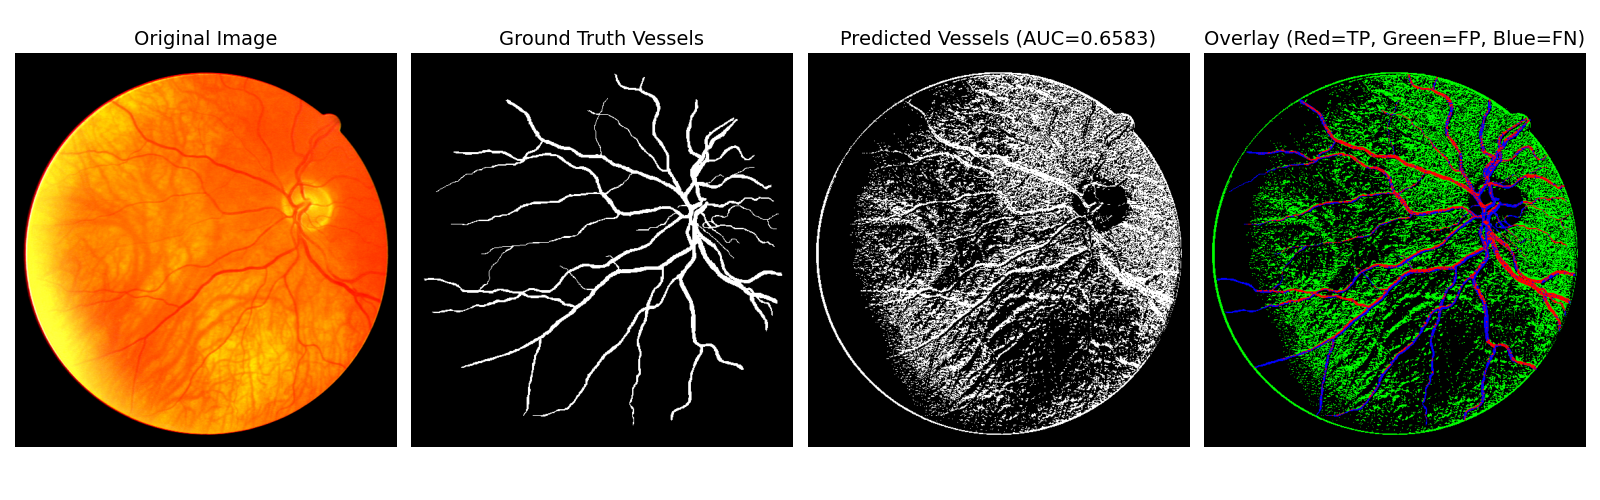 Original Image
Ground Truth Vessels
Predicted Vessels (AUC=0.6583)
Overlay (Red=TP, Green=FP, Blue=FN)